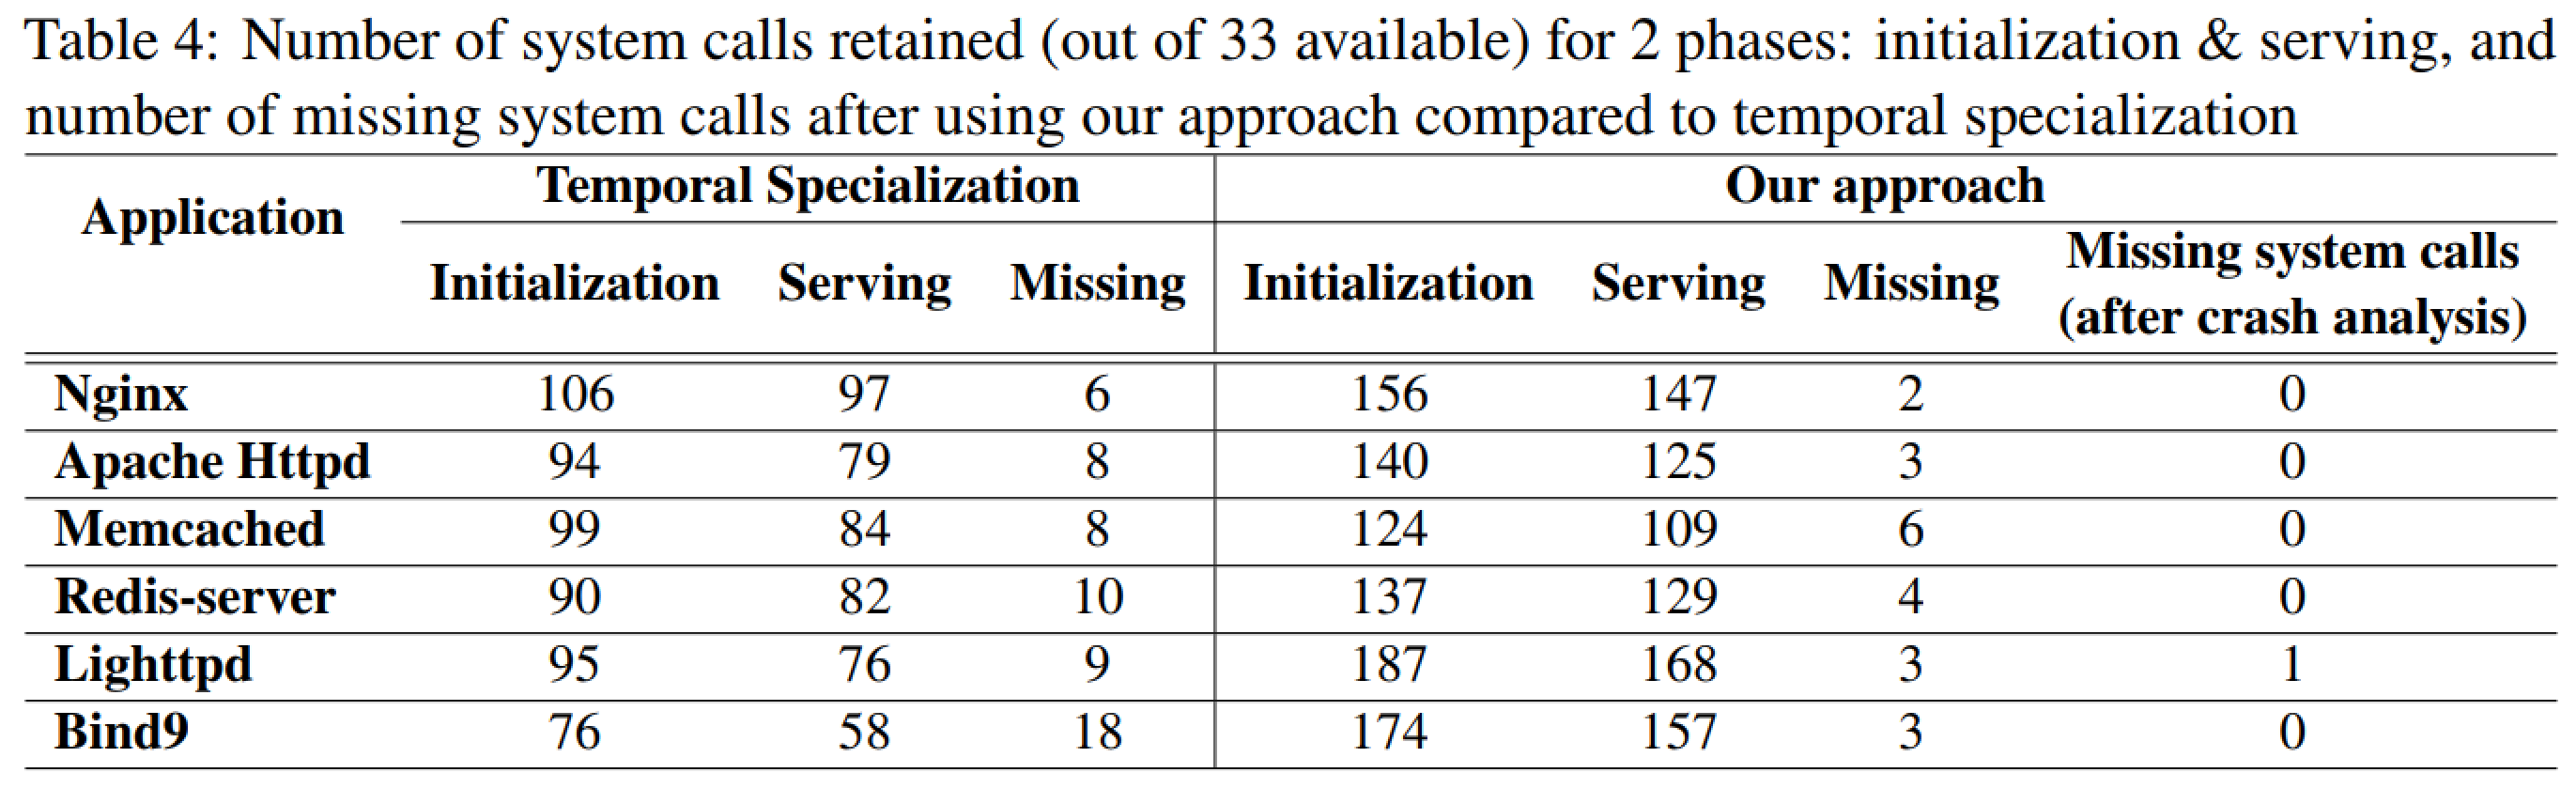 Table 4: Number of system calls retained (out of 33 available) for 2 phases: initialization & serving, and
number of missing system calls after using our approach compared to temporal specialization
Application Temporal Specialization Our approach
Initialization Serving Missing Initialization Serving Missing Missing system calls
(after crash analysis)
Nginx 106 97 6 156 147 2 0
Apache Httpd 94 79 8 140 125 3 0
Memcached 99 84 8 124 109 6 0
Redis-server 90 82 10 137 129 4 0
Lighttpd 95 76 9 187 168 3 1
Bind9 76 58 18 174 157 3 0